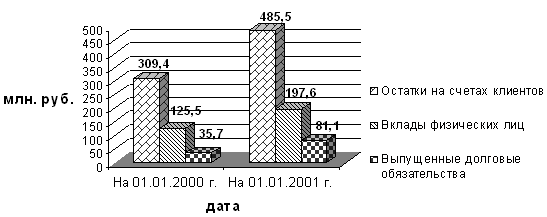 млн. руб.
500
450
400
350
300
250
200
150
100
50
0
309,4
125,5
35,7
485,5
197,6
81,1
На 01.01.2000 г.
На 01.01.2001 г.
дата
Остатки на счетах клиентов
Вклады физических лиц
Выпущенные долговые
обязательства